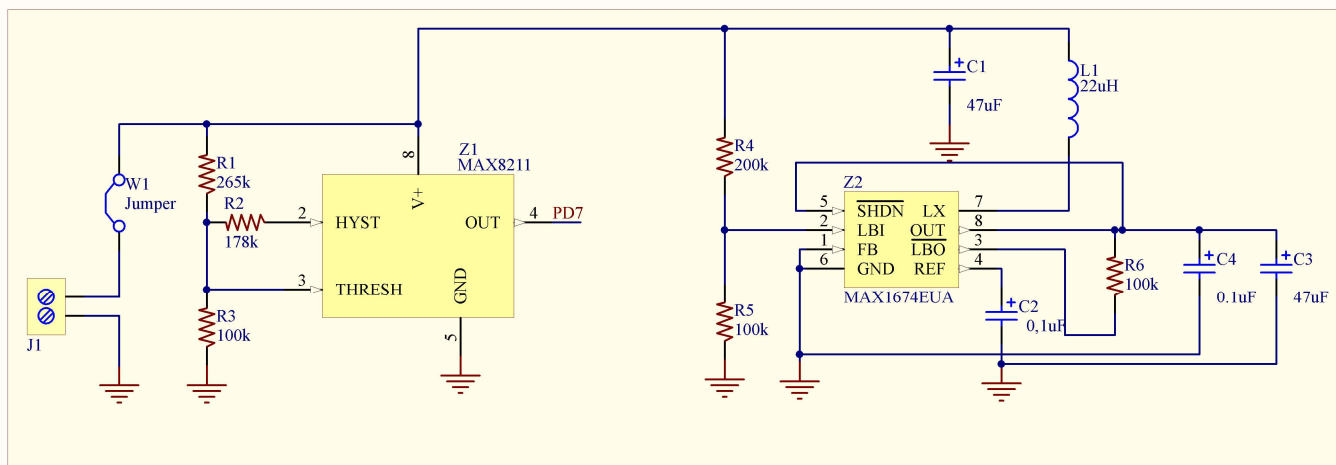 W1
Jumper
J1
R1
265k
R2
178k
R3
100k
Z1
MAX8211
8
V+
2
HYST
OUT
4
PD7
3
THRESH
GND
5
R4
200k
R5
100k
C1
47uF
L1
22uH
Z2
5
SHDN
LX
7
2
LBI
OUT
8
1
FB
LBO
3
6
GND
REF
4
MAX1674EUA
C2
0,1uF
R6
100k
C4
0.1uF
C3
47uF